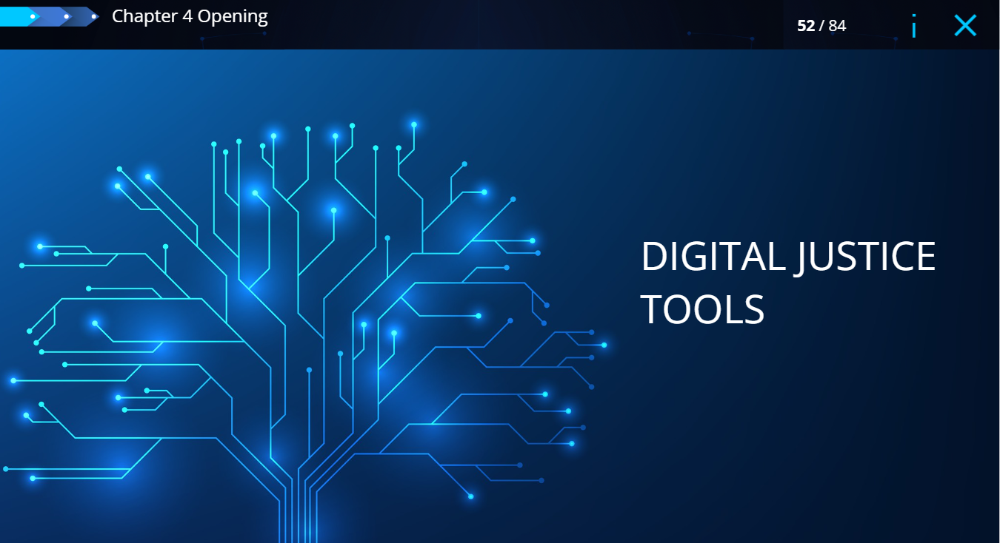 Chapter 4 Opening
52 / 84
i
DIGITAL JUSTICE
TOOLS